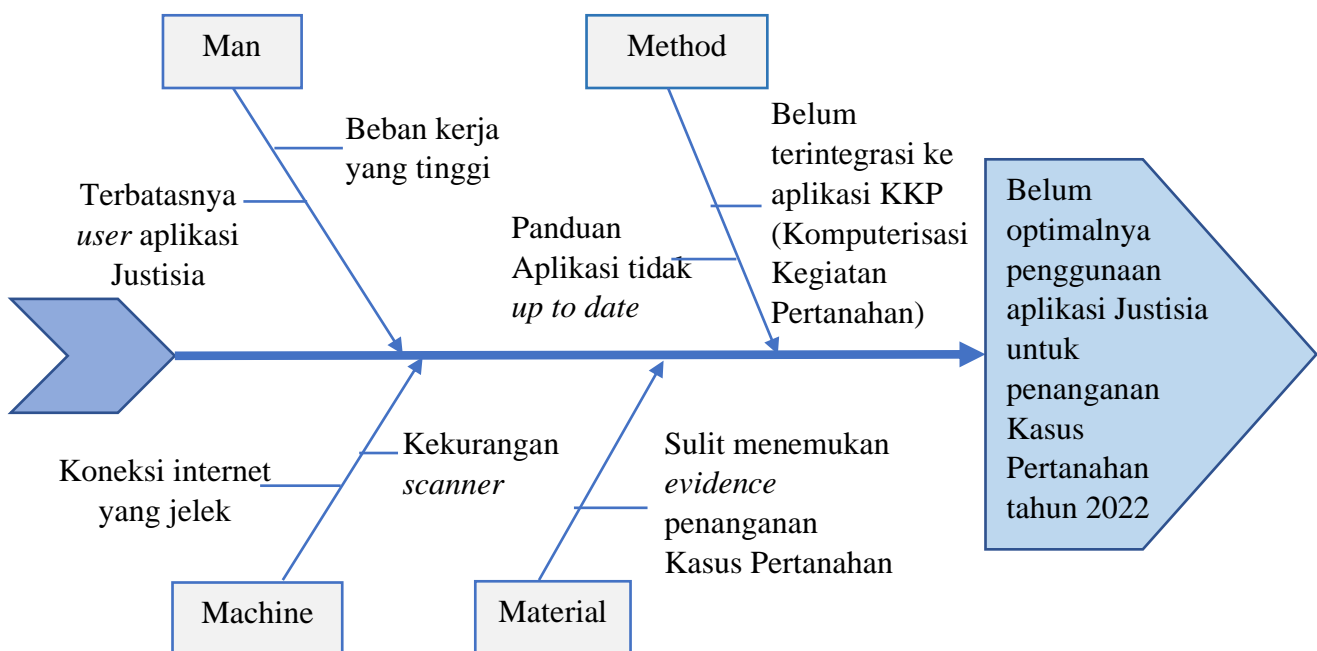 Man
Method
Beban kerja
yang tinggi
Terbatasnya
user aplikasi
Justisia
Belum
terintegrasi ke
aplikasi KKP
(Komputerisasi
Kegiatan
Pertanahan)
Panduan
Aplikasi tidak
up to date
Belum
optimalnya
penggunaan
aplikasi Justisia
untuk
penanganan
Kasus
Pertanahan
tahun 2022
Koneksi internet
yang jelek
Kekurangan
scanner
Sulit menemukan
evidence
penanganan
Kasus Pertanahan
Machine
Material